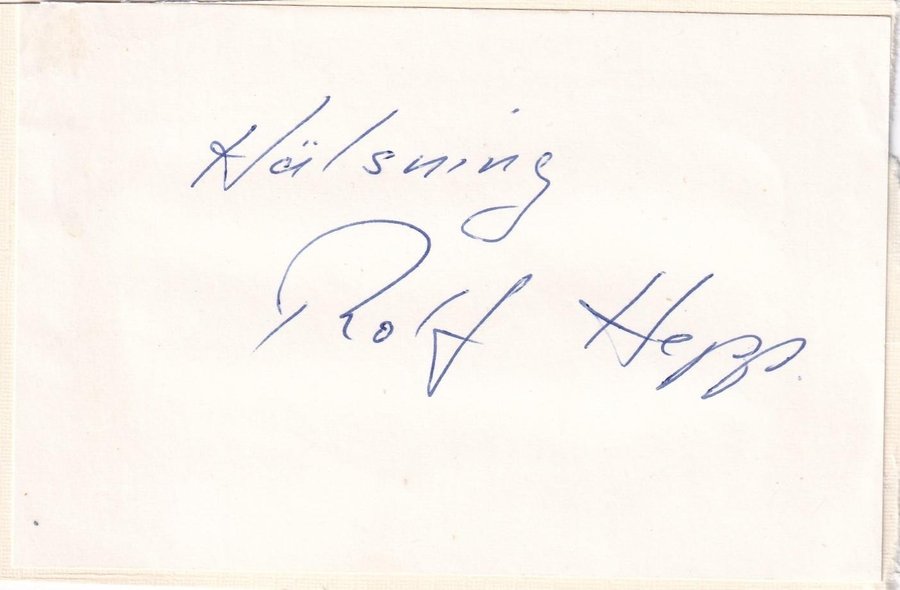 Hälsning
Rolf Hepp.